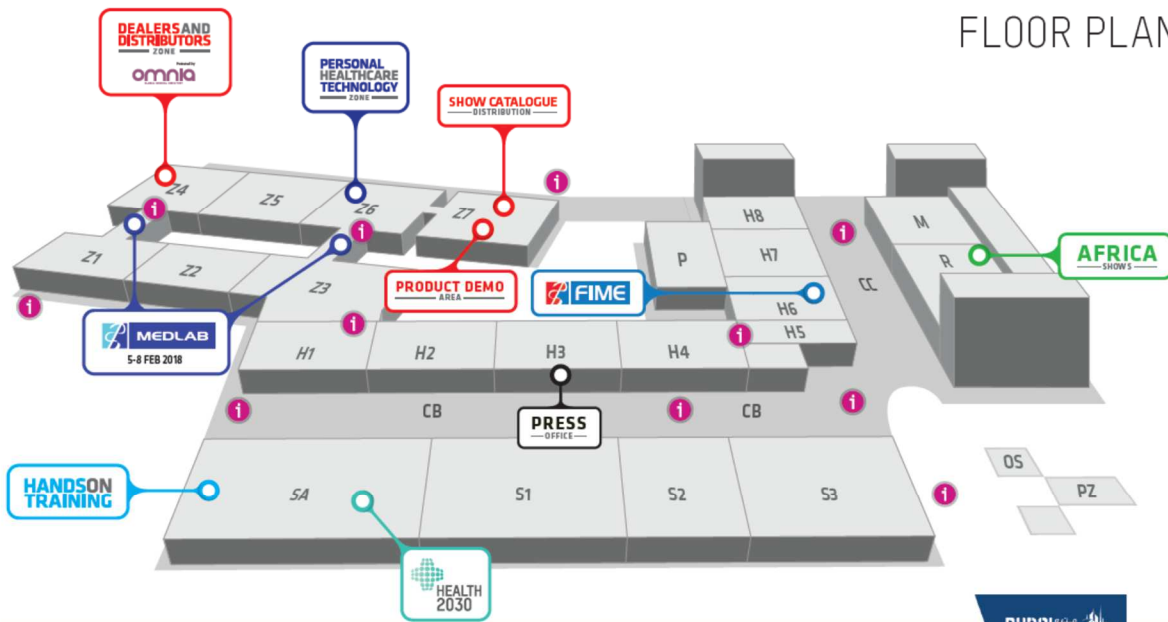 FLOOR PLAN
DEALERS AND
DISTRIBUTORS
ZONE
omnia
PERSONAL
HEALTHCARE
TECHNOLOGY
ZONE
SHOW CATALOGUE
DISTRIBUTION
Z4
Z5
Z6
Z7
i
i
i
H8
M
P
H7
i
R
AFRICA
SHOWS
Z1
Z2
Z3
PRODUCT DEMO
AREA
FIME
CC
H6
i
H5
MEDLAB
5-8 FEB 2018
i
i
H1
H2
H3
H4
i
CB
PRESS
OFFICE
i
CB
i
HANDSON
TRAINING
SA
S1
S2
S3
i
OS
PZ
HEALTH
2030